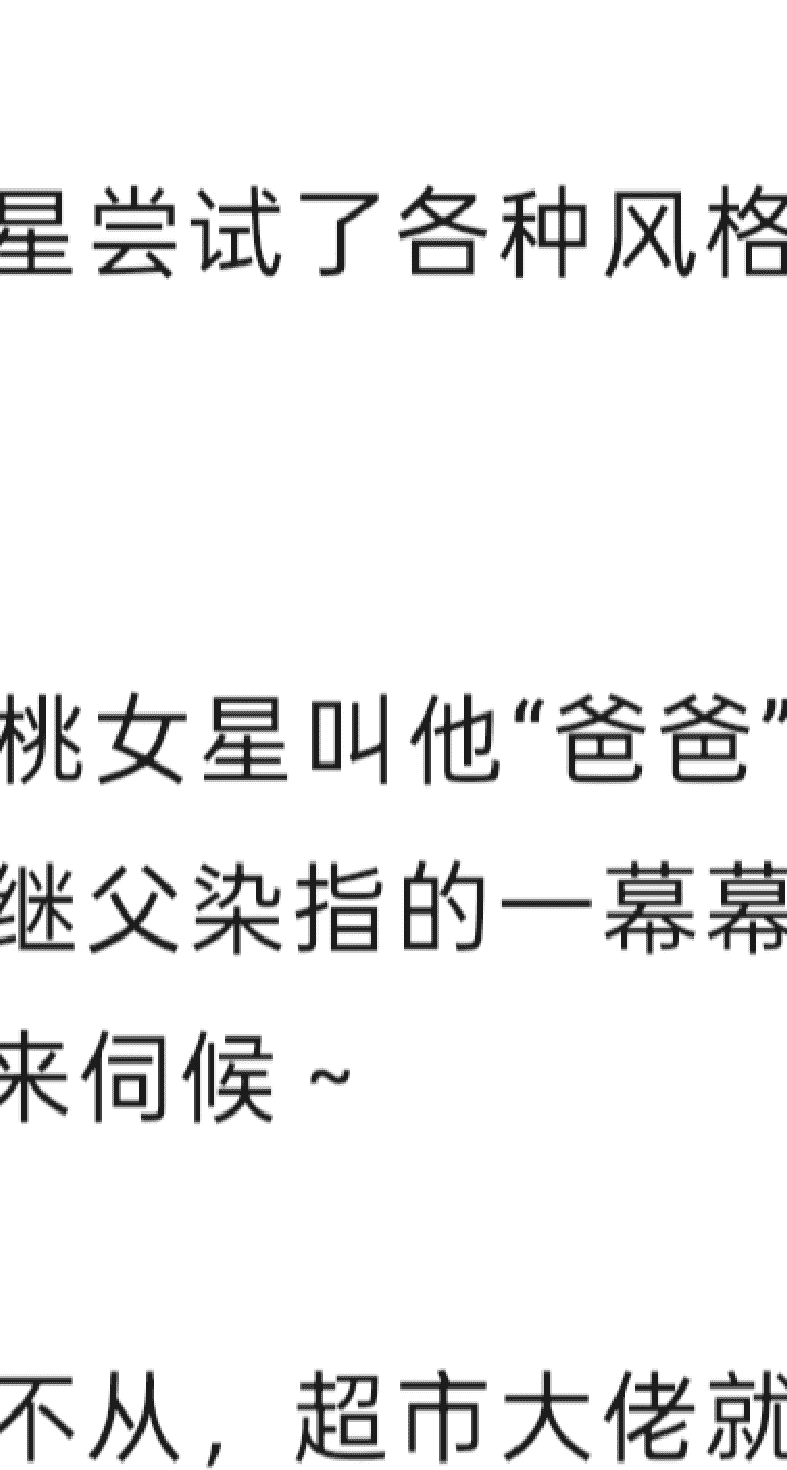 星尝试了各种风格
桃女星叫他“爸爸”
继父染指的一幕幕
来伺候 ~
不从，超市大佬就